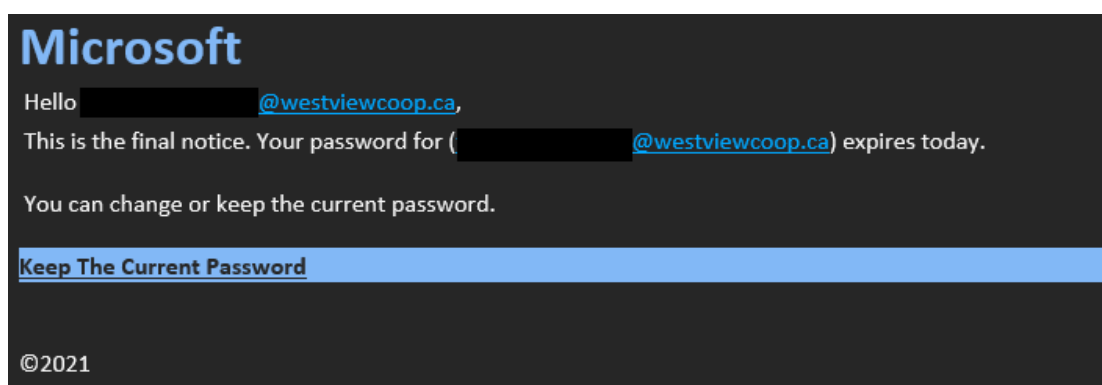 Microsoft
Hello @westviewcoop.ca,
This is the final notice. Your password for ( @westviewcoop.ca) expires today.
You can change or keep the current password.
Keep The Current Password
©2021